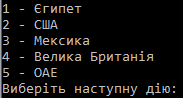 1 - Єгипет
2 - США
3 - Мексика
4 - Велика Британія
5 - ОАЕ
Виберіть наступну дію: